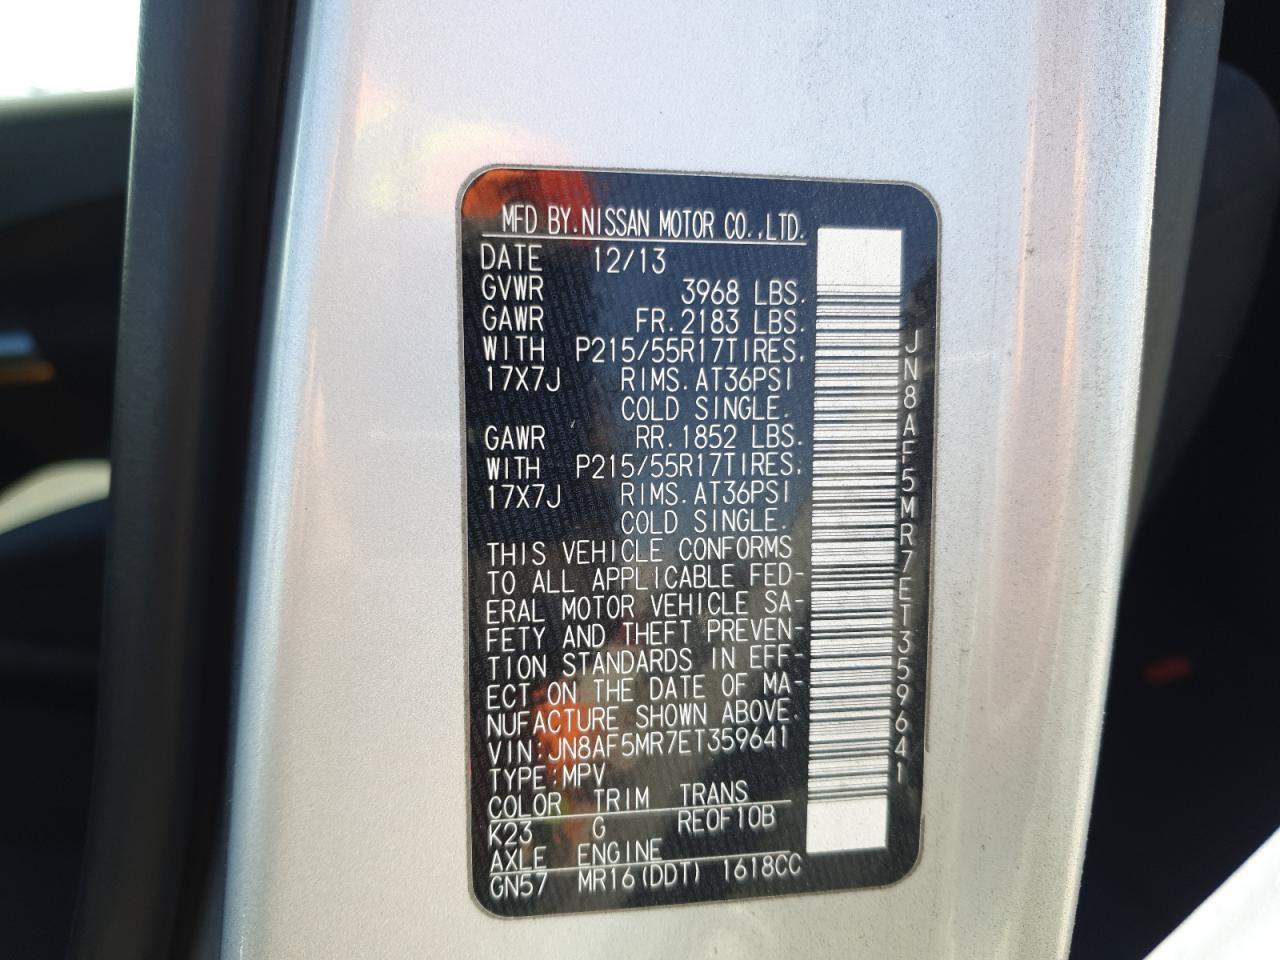 MFD BY.NISSAN MOTOR CO.,LTD.
DATE 12/13
GVWR 3968 LBS.
GAWR FR.2183 LBS.
WITH P215/55R17TIRES,
17X7J RIMS.AT36PSI
COLD SINGLE.
GAWR RR.1852 LBS.
WITH P215/55R17TIRES,
17X7J RIMS.AT36PSI
COLD SINGLE.
THIS VEHICLE CONFORMS
TO ALL APPLICABLE FED-
ERAL MOTOR VEHICLE SA-
FETY AND THEFT PREVEN-
TION STANDARDS IN EFF-
ECT ON THE DATE OF MA-
NUFACTURE SHOWN ABOVE.
VIN:JN8AF5MR7ET359641
TYPE:MPV
COLOR TRIM TRANS
K23 G RE0F10B
AXLE ENGINE
GN57 MR16(DDT) 1618CC
JN8AF5MR7ET359641